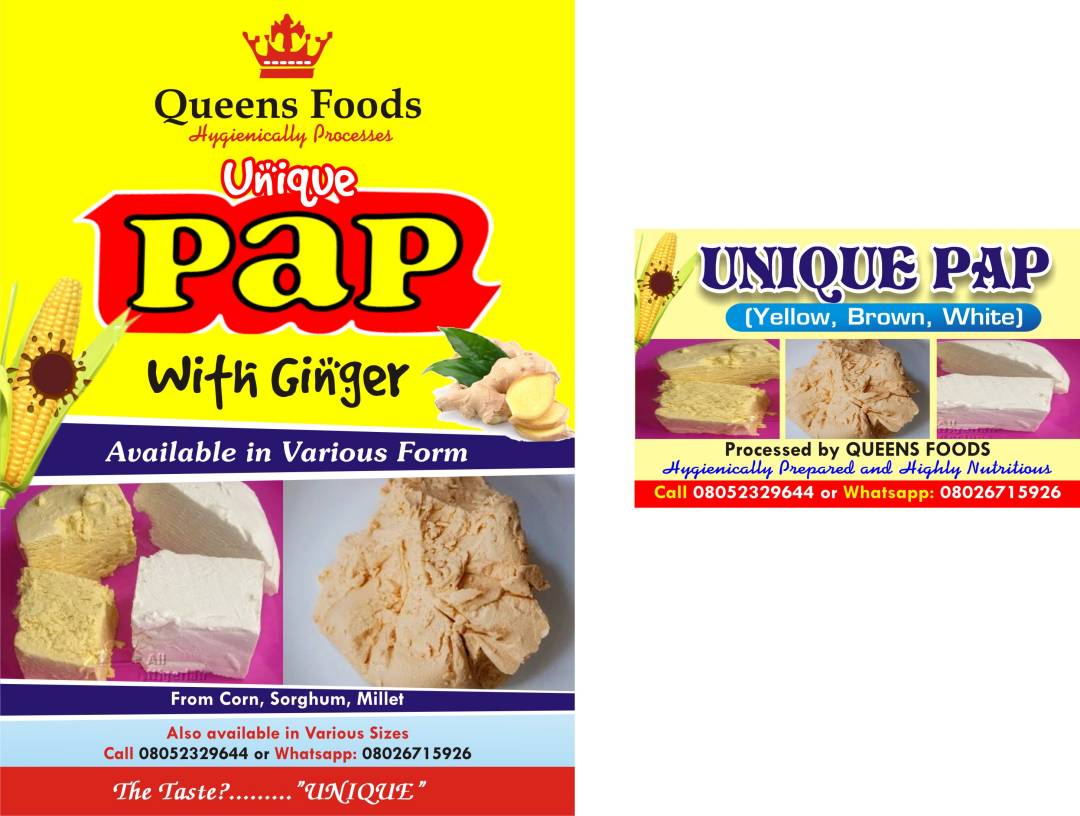 Queens Foods
Hygienically Processes
Unique
PaP
With Ginger
Available in Various Form
All
From Corn, Sorghum, Millet
Also available in Various Sizes
Call 08052329644 or Whatsapp: 08026715926
The Taste?.........”UNIQUE”
UNIQUE PAP
(Yellow, Brown, White)
Processed by QUEENS FOODS
Hygienically Prepared and Highly Nutritious
Call 08052329644 or Whatsapp: 08026715926